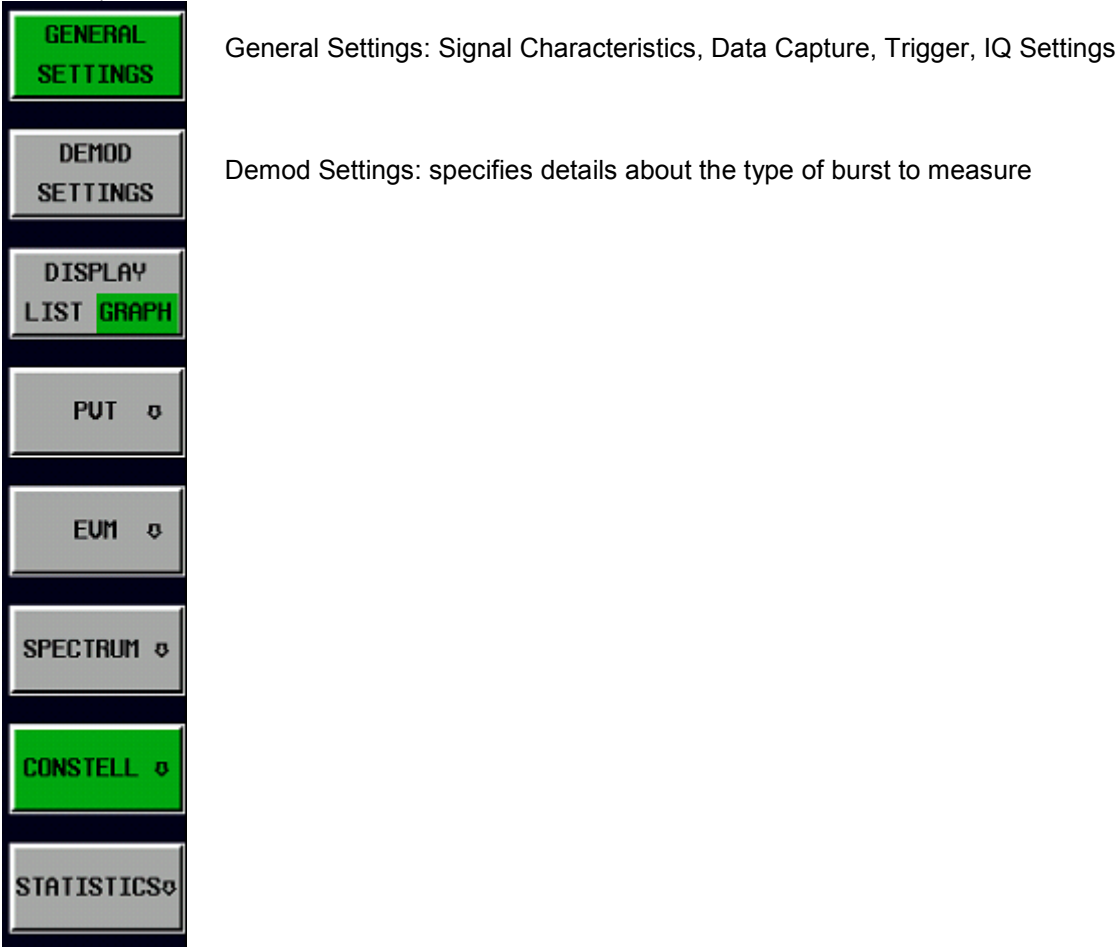 GENERAL
SETTINGS
General Settings: Signal Characteristics, Data Capture, Trigger, IQ Settings
DEMOD
SETTINGS
Demod Settings: specifies details about the type of burst to measure
DISPLAY
LIST GRAPH
PVT
EVM
SPECTRUM
CONSTELL
STATISTICS